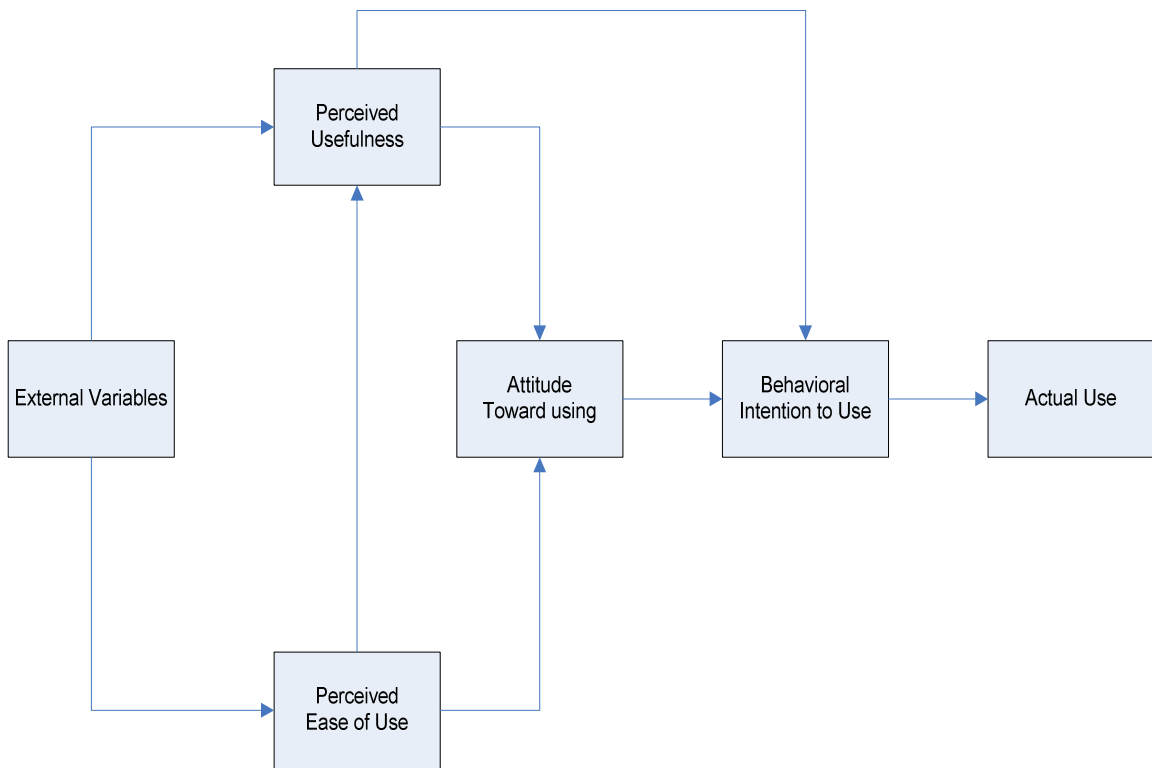 Perceived
Usefulness
External Variables
Attitude
Toward using
Behavioral
Intention to Use
Actual Use
Perceived
Ease of Use